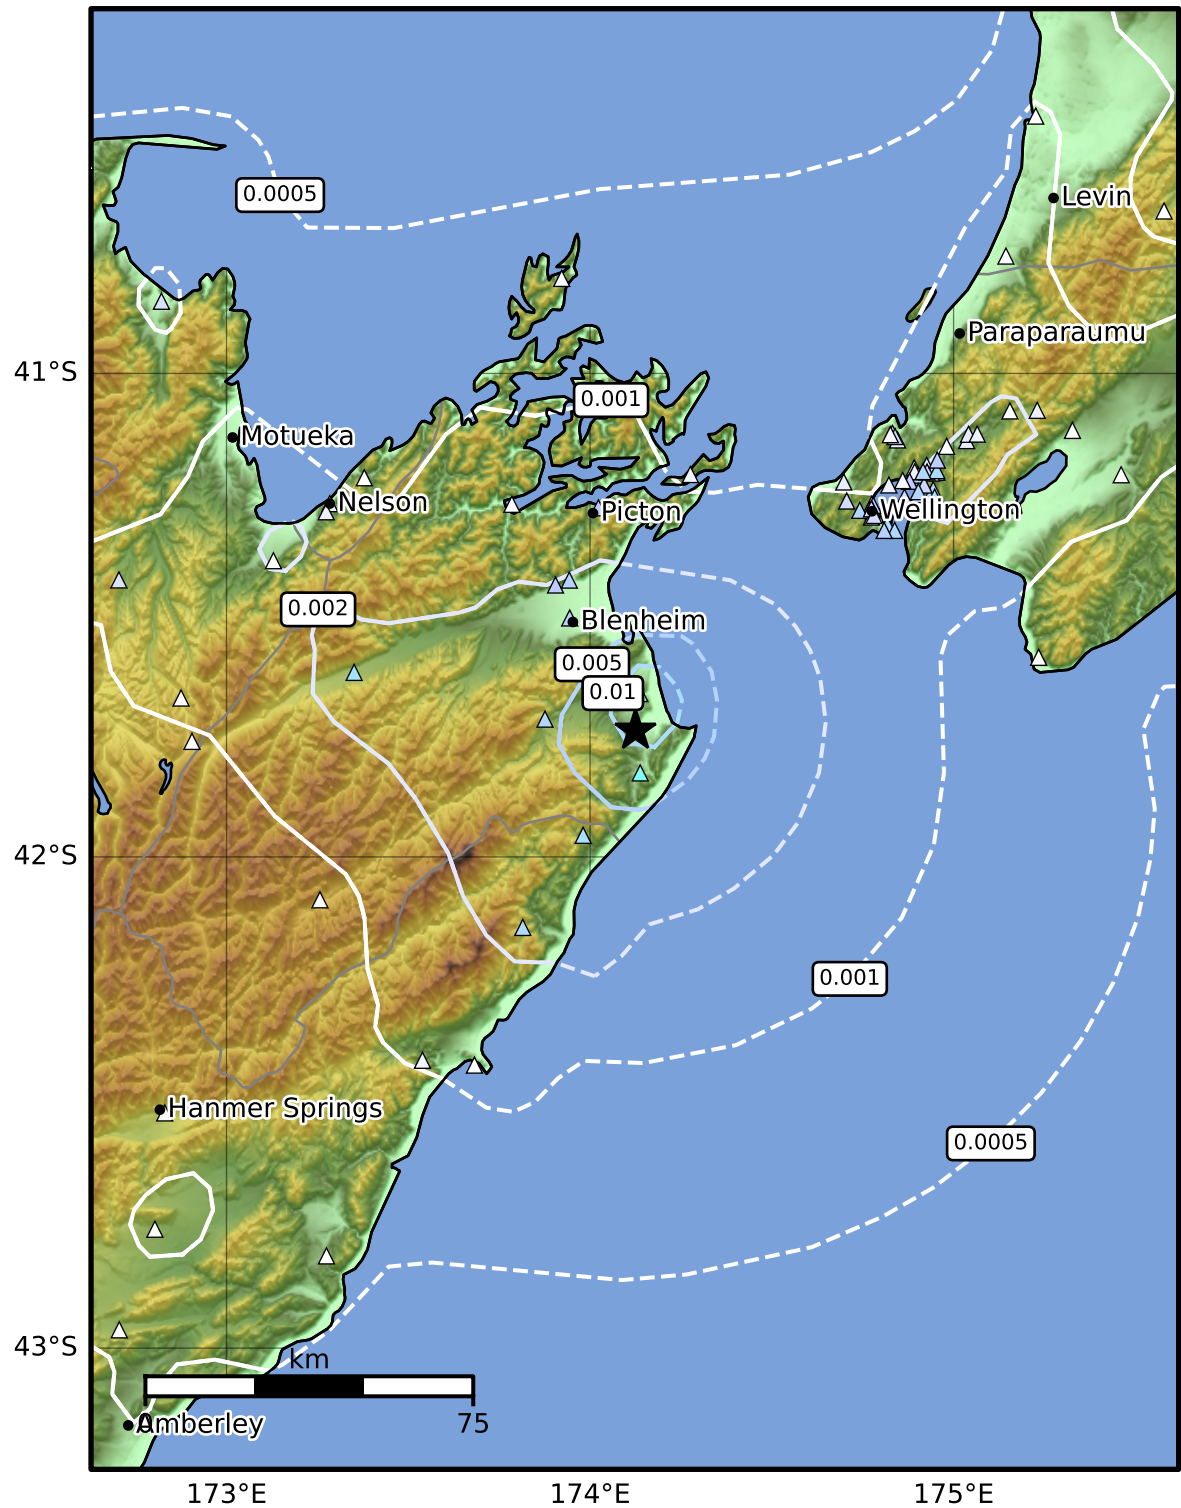 0.0005
Levin
Paraparaumu
41°S
0.001
Motueka
Nelson
Picton
Wellington
0.002
Blenheim
0.005
0.01
42°S
0.001
Hanmer Springs
0.0005
43°S
km
0
75
Amberley
173°E
174°E
175°E